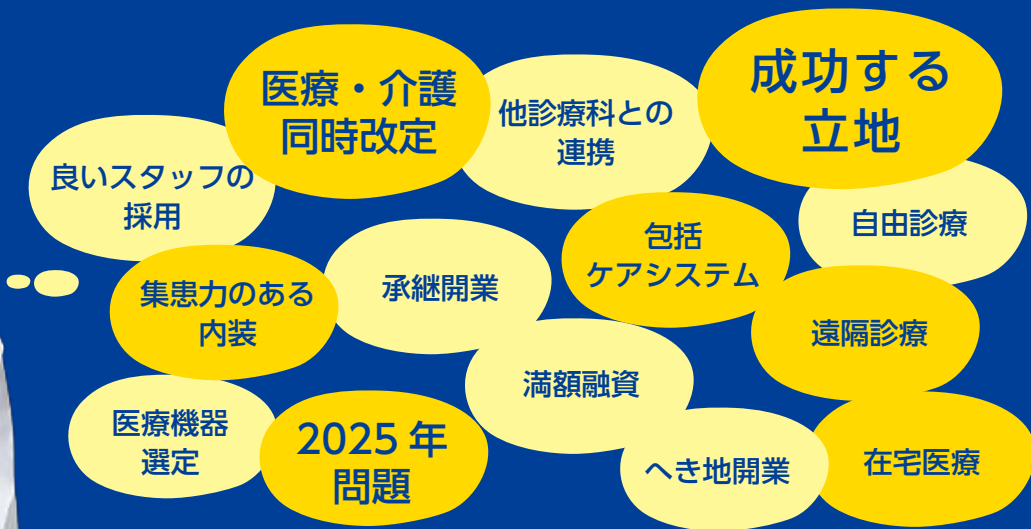 医療・介護
同時改定
他診療科との
連携
成功する
立地
良いスタッフの
採用
自由診療
包括
ケアシステム
承継開業
集患力のある
内装
遠隔診療
満額融資
医療機器
選定
2025 年
問題
へき地開業
在宅医療